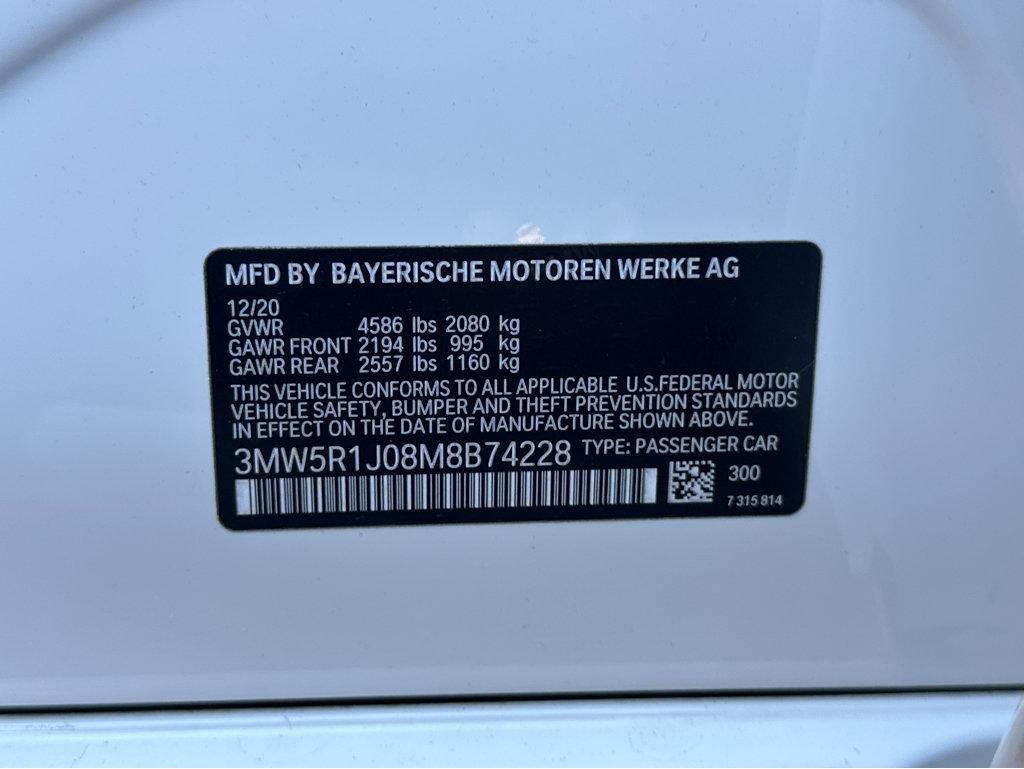 MFD BY BAYERISCHE MOTOREN WERKE AG
12/20
GVWR 4586 lbs 2080 kg
GAWR FRONT 2194 lbs 995 kg
GAWR REAR 2557 lbs 1160 kg
THIS VEHICLE CONFORMS TO ALL APPLICABLE U.S.FEDERAL MOTOR
VEHICLE SAFETY, BUMPER AND THEFT PREVENTION STANDARDS
IN EFFECT ON THE DATE OF MANUFACTURE SHOWN ABOVE.
3MW5R1J08M8B74228 TYPE: PASSENGER CAR
300
7 315 814